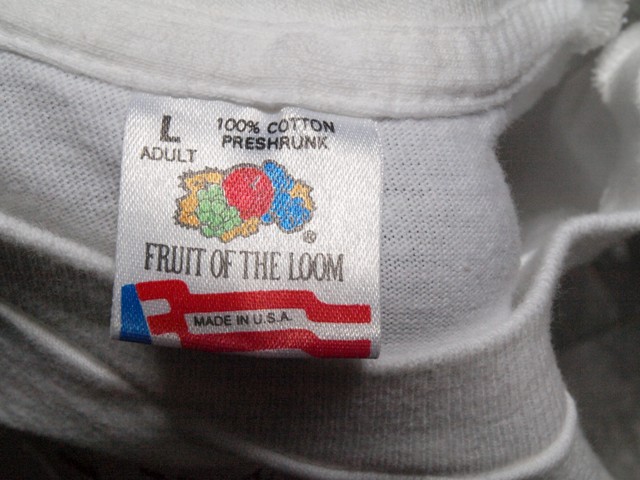 L
ADULT
100% COTTON
PRESHRUNK
®
FRUIT OF THE LOOM
MADE IN U.S.A.